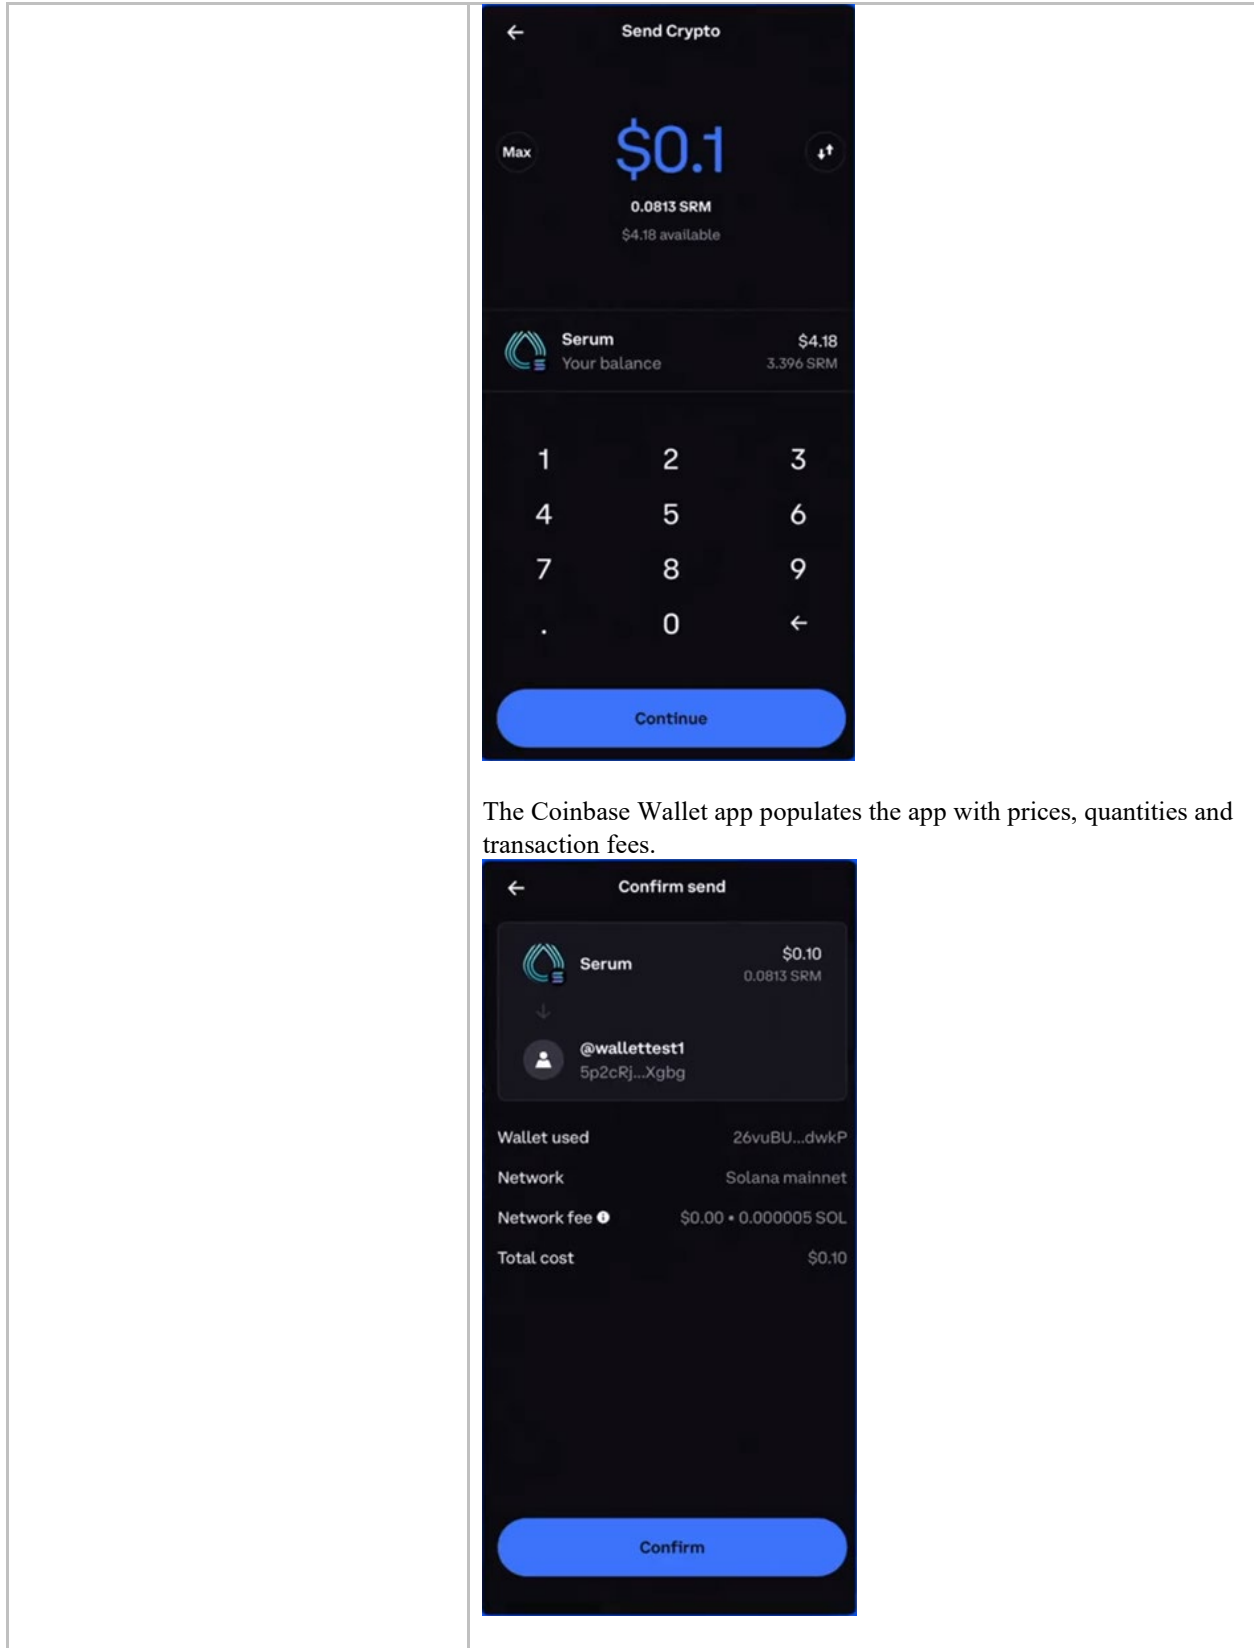 Send Crypto
Max
$0.1
0.0813 SRM
$4.18 available
Serum $4.18
Your balance 3.396 SRM
1 2 3
4 5 6
7 8 9
. 0
Continue
The Coinbase Wallet app populates the app with prices, quantities and
transaction fees.
Confirm send
Serum $0.10
0.0813 SRM
@wallettest1
5p2cRj...Xgbg
Wallet used 26vuBU...dwkP
Network Solana mainnet
Network fee $0.00 • 0.000005 SOL
Total cost $0.10
Confirm